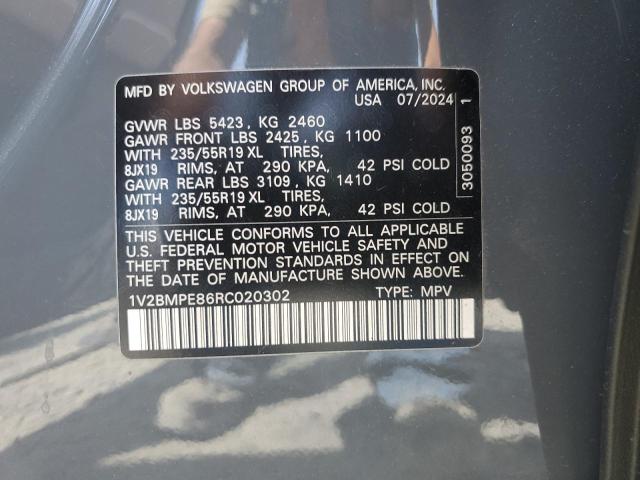 MFD BY VOLKSWAGEN GROUP OF AMERICA, INC.
USA 07/2024
GVWR LBS 5423, KG 2460
GAWR FRONT LBS 2425, KG 1100
WITH 235/55R19 XL TIRES,
8JX19 RIMS, AT 290 KPA, 42 PSI COLD
GAWR REAR LBS 3109, KG 1410
WITH 235/55R19 XL TIRES,
8JX19 RIMS, AT 290 KPA, 42 PSI COLD
THIS VEHICLE CONFORMS TO ALL APPLICABLE
U.S. FEDERAL MOTOR VEHICLE SAFETY AND
THEFT PREVENTION STANDARDS IN EFFECT ON THE
DATE OF MANUFACTURE SHOWN ABOVE.
1V2BMPE86RC020302 TYPE: MPV
3050093 1